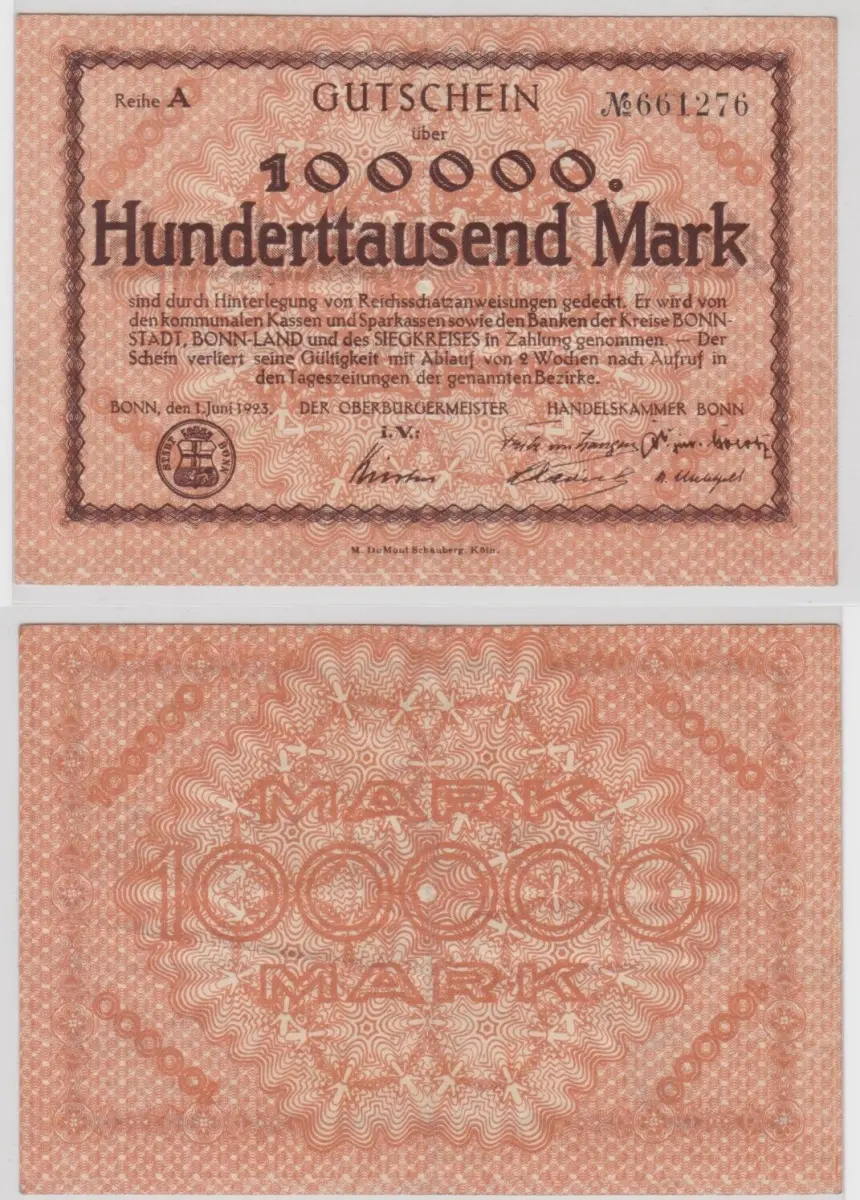 Reihe A GUTSCHEIN №661276
über
100000.
Hunderttausend Mark
sind durch Hinterlegung von Reichsschatzanweisungen gedeckt. Er wird von
den kommunalen Kassen und Sparkassen sowie den Banken der Kreise BONN-
STADT, BONN-LAND und des SIEGKREISES in Zahlung genommen. — Der
Schein verliert seine Gültigkeit mit Ablauf von 2 Wochen nach Aufruf in
den Tageszeitungen der genannten Bezirke.
BONN, den 1. Juni 1923. DER OBERBÜRGERMEISTER HANDELSKAMMER BONN
i.V.:
STADT BONN
M. DuMont Schauberg, Köln.
100000 100000
MARK
100000
MARK
100000 100000